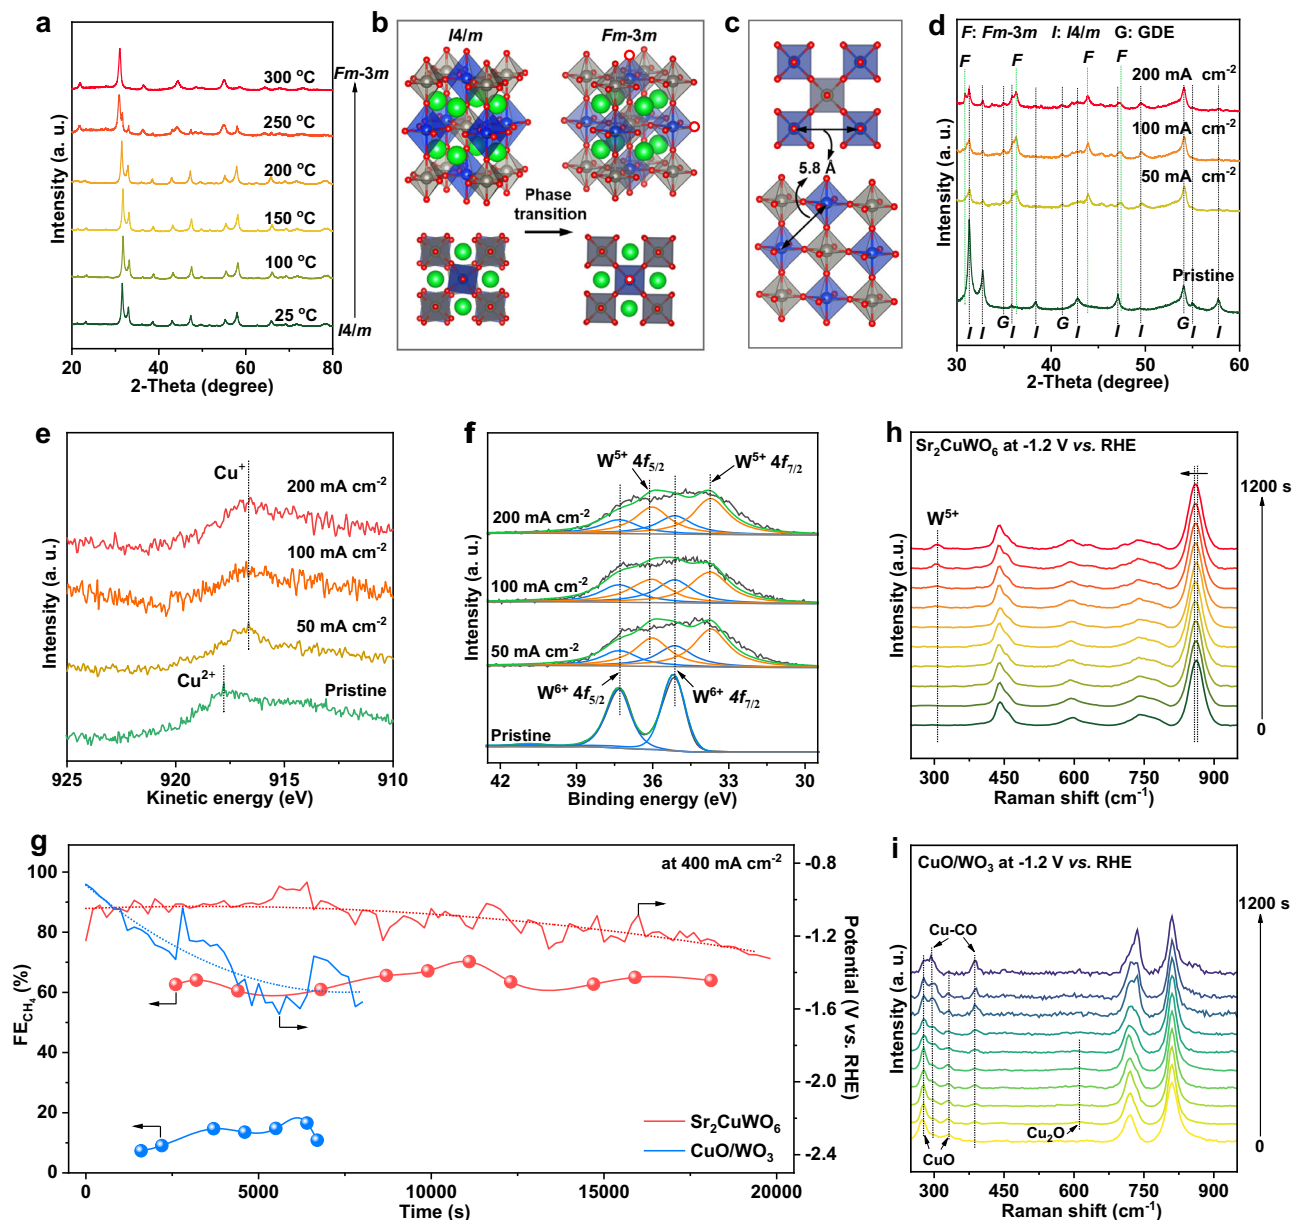 a
300 °C
250 °C
200 °C
150 °C
100 °C
25 °C
Fm-3m
I4/m
Intensity (a. u.)
20 40 60 80
2-Theta (degree)
b
I4/m
Fm-3m
Phase
transition
c
5.8 Å
d
F: Fm-3m I: I4/m G: GDE
F F F F
200 mA cm-2
100 mA cm-2
50 mA cm-2
Pristine
G G G
I I I I I I I I I
Intensity (a. u.)
30 40 50 60
2-Theta (degree)
e
Cu+
200 mA cm-2
100 mA cm-2
50 mA cm-2
Cu2+
Pristine
Intensity (a. u.)
925 920 915 910
Kinetic energy (eV)
f
W5+ 4f5/2
W5+ 4f7/2
200 mA cm-2
100 mA cm-2
50 mA cm-2
W6+ 4f5/2
W6+ 4f7/2
Pristine
Intensity (a. u.)
42 39 36 33 30
Binding energy (eV)
h
Sr2CuWO6 at -1.2 V vs. RHE
1200 s
W5+
0
Intensity (a.u.)
300 450 600 750 900
Raman shift (cm-1)
g
at 400 mA cm-2
100
80
60
40
20
0
FECH4 (%)
-0.8
-1.2
-1.6
-2.0
-2.4
Potential (V vs. RHE)
Sr2CuWO6
CuO/WO3
0 5000 10000 15000 20000
Time (s)
i
CuO/WO3 at -1.2 V vs. RHE
1200 s
Cu-CO
Cu2O
CuO
0
Intensity (a. u.)
300 450 600 750 900
Raman shift (cm-1)